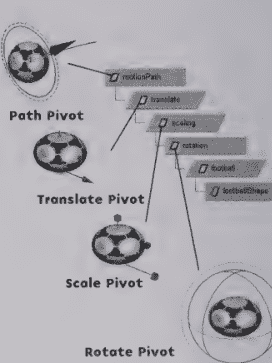 motionPath
translate
Path Pivot
scaling
rotation
football
footballShape
Translate Pivot
Scale Pivot
Rotate Pivot